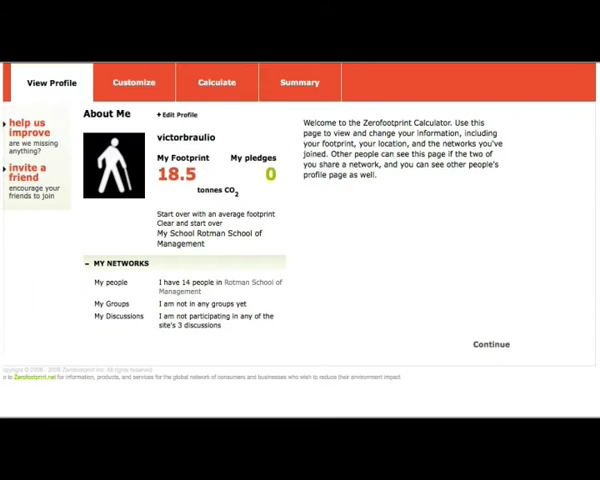 View Profile
Customize
Calculate
Summary
help us
improve
are we missing
anything?
invite a
friend
encourage your
friends to join
About Me
+Edit Profile
victorbraulio
My Footprint
My pledges
18.5
0
tonnes CO2
Start over with an average footprint
Clear and start over
My School Rotman School of
Management
– MY NETWORKS
My people
I have 14 people in Rotman School of
Management
My Groups
I am not in any groups yet
My Discussions
I am not participating in any of the
site's 3 discussions
Welcome to the Zerofootprint Calculator. Use this
page to view and change your information, including
your footprint, your location, and the networks you've
joined. Other people can see this page if the two of
you share a network, and you can see other people's
profile page as well.
Continue
Zerofootprint Inc. All rights reserved.
o to Zerofootprint.net for information, products, and services for the global network of consumers and businesses who wish to reduce their environment impact